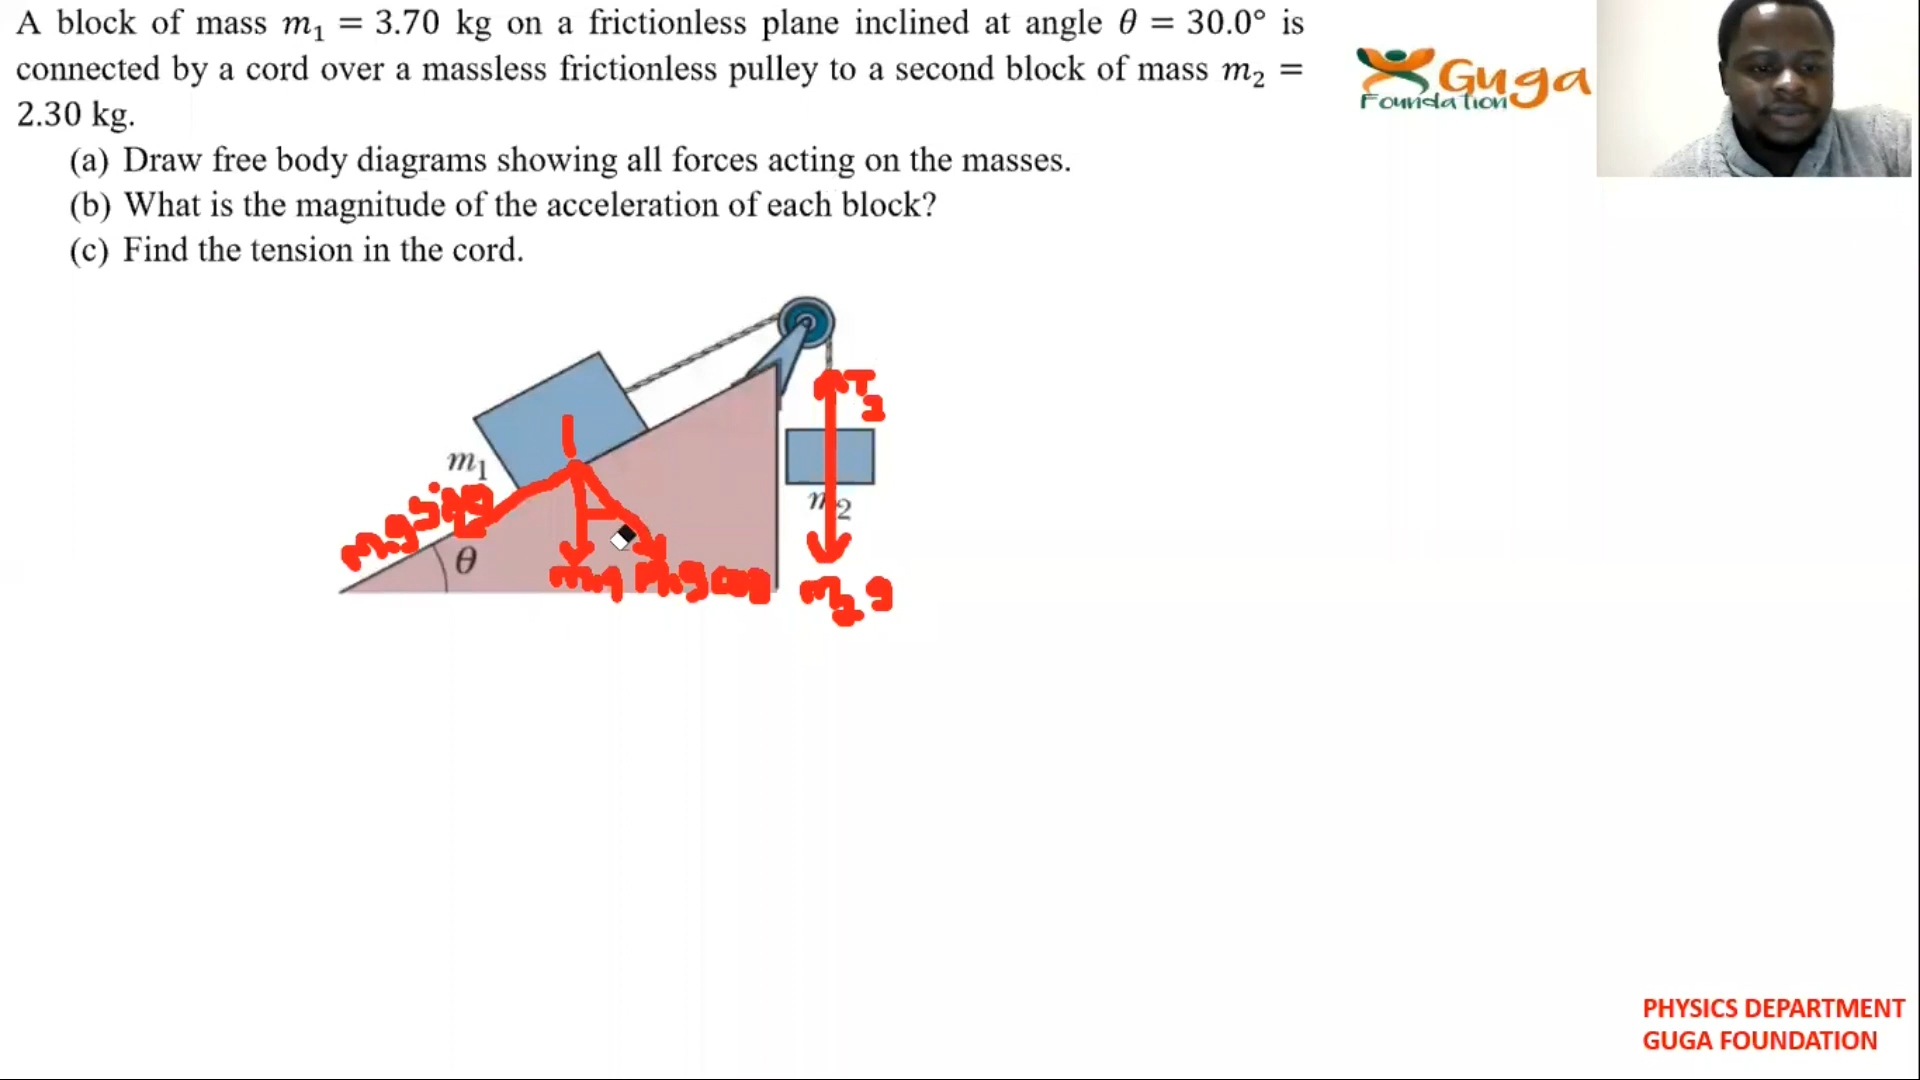 A block of mass m₁ = 3.70 kg on a frictionless plane inclined at angle θ = 30.0° is
connected by a cord over a massless frictionless pulley to a second block of mass m₂ =
2.30 kg.
(a) Draw free body diagrams showing all forces acting on the masses.
(b) What is the magnitude of the acceleration of each block?
(c) Find the tension in the cord.
Guga
Foundation
m₁
m₂
θ
m₂g
PHYSICS DEPARTMENT
GUGA FOUNDATION